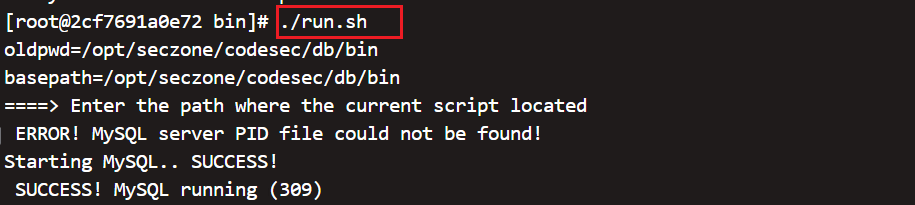 [root@2cf7691a0e72 bin]# ./run.sh
oldpwd=/opt/seczone/codesec/db/bin
basepath=/opt/seczone/codesec/db/bin
====> Enter the path where the current script located
ERROR! MySQL server PID file could not be found!
Starting MySQL.. SUCCESS!
SUCCESS! MySQL running (309)